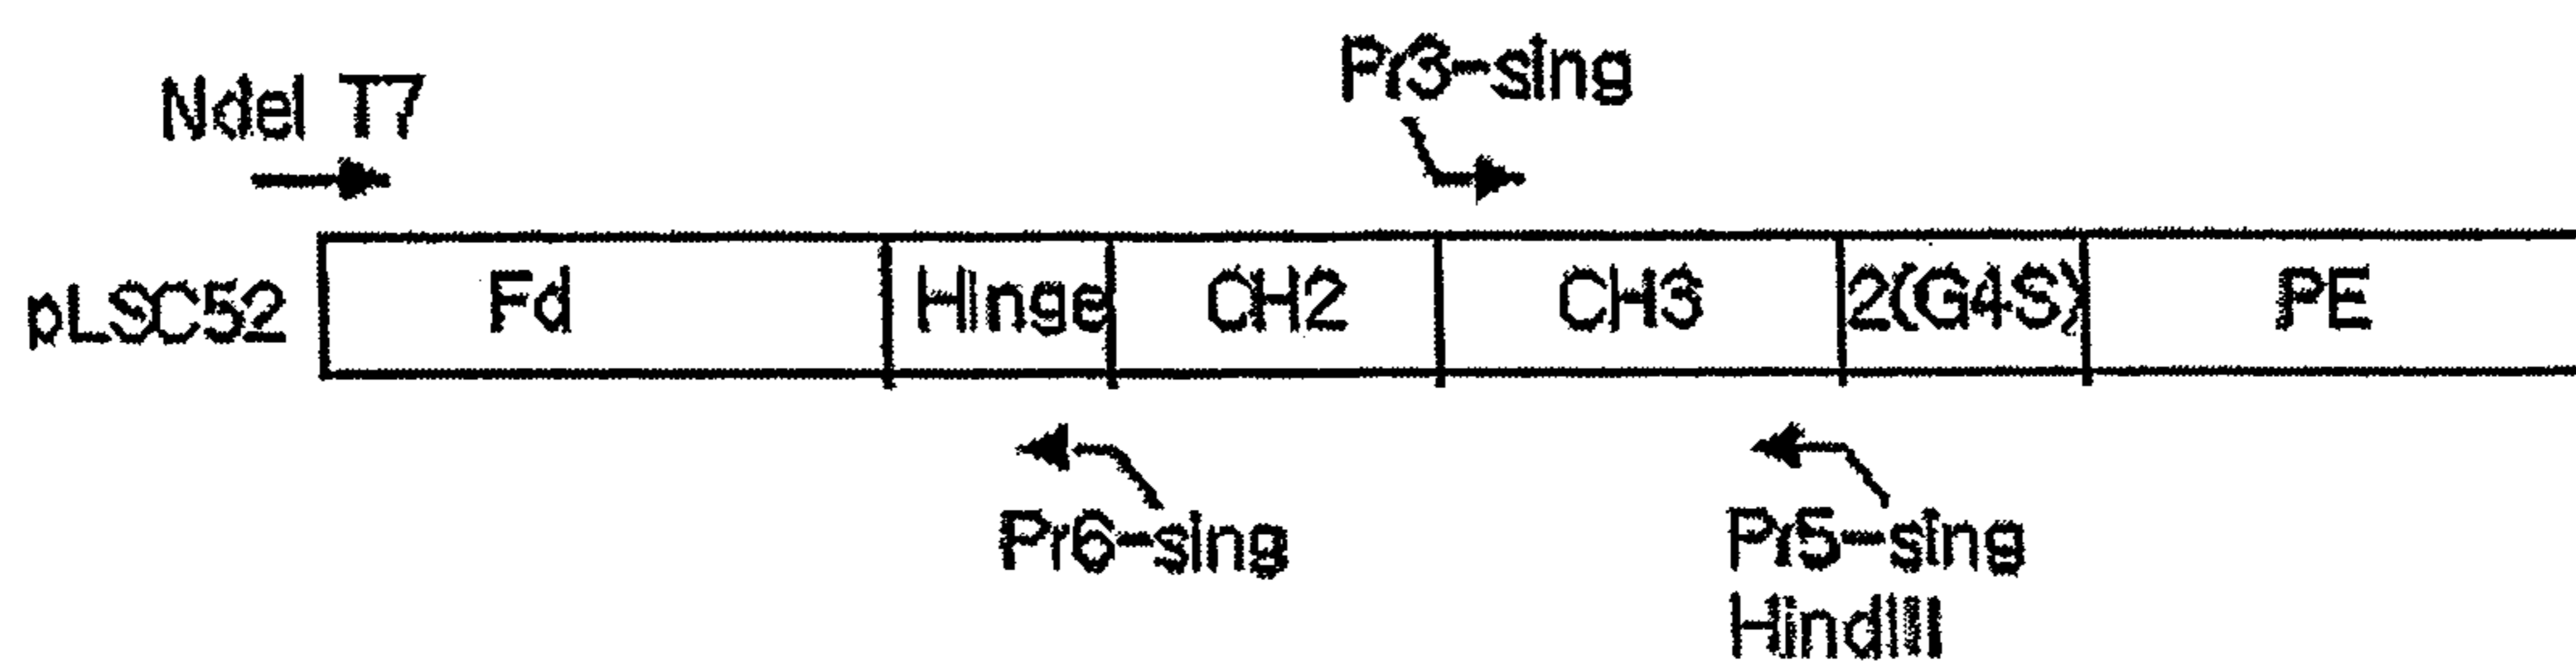 Pr3-sing
NdeI T7
pLSC52 Fd Hinge CH2 CH3 2(G4S) PE
Pr6-sing Pr5-sing
HindIII